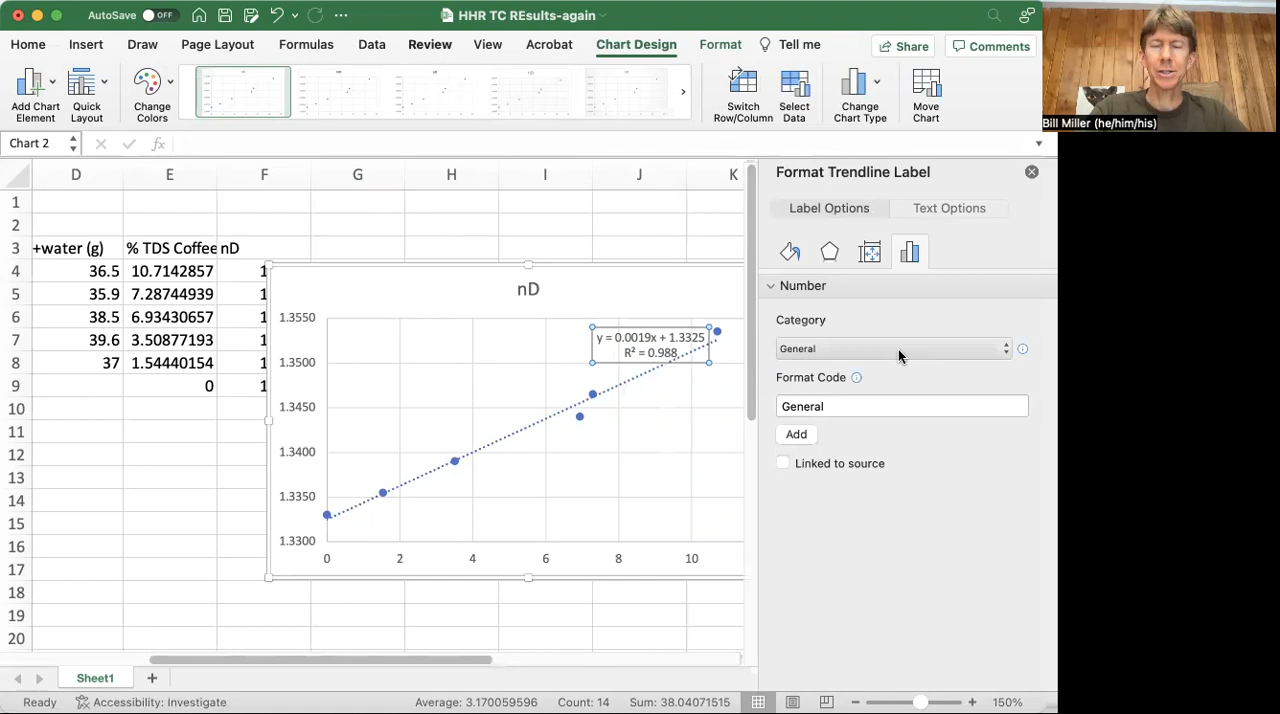 AutoSave OFF HHR TC REsults-again
Home Insert Draw Page Layout Formulas Data Review View Acrobat Chart Design Format Tell me Share Comments
Add Chart Element
Quick Layout
Change Colors
Switch Row/Column
Select Data
Change Chart Type
Move Chart
Bill Miller (he/him/his)
Chart 2 fx
D E F G H I J K
1
2
3 +water (g) % TDS Coffee nD
4 36.5 10.7142857 1
5 35.9 7.28744939 1
6 38.5 6.93430657 1
7 39.6 3.50877193 1
8 37 1.54440154 1
9 0 1
10
11
12
13
14
15
16
17
18
19
20
nD
1.3550
1.3500
1.3450
1.3400
1.3350
1.3300
0 2 4 6 8 10
y = 0.0019x + 1.3325
R² = 0.988
Format Trendline Label
Label Options Text Options
Number
Category
General
Format Code
General
Add
Linked to source
Sheet1
Ready Accessibility: Investigate Average: 3.170059596 Count: 14 Sum: 38.04071515 150%